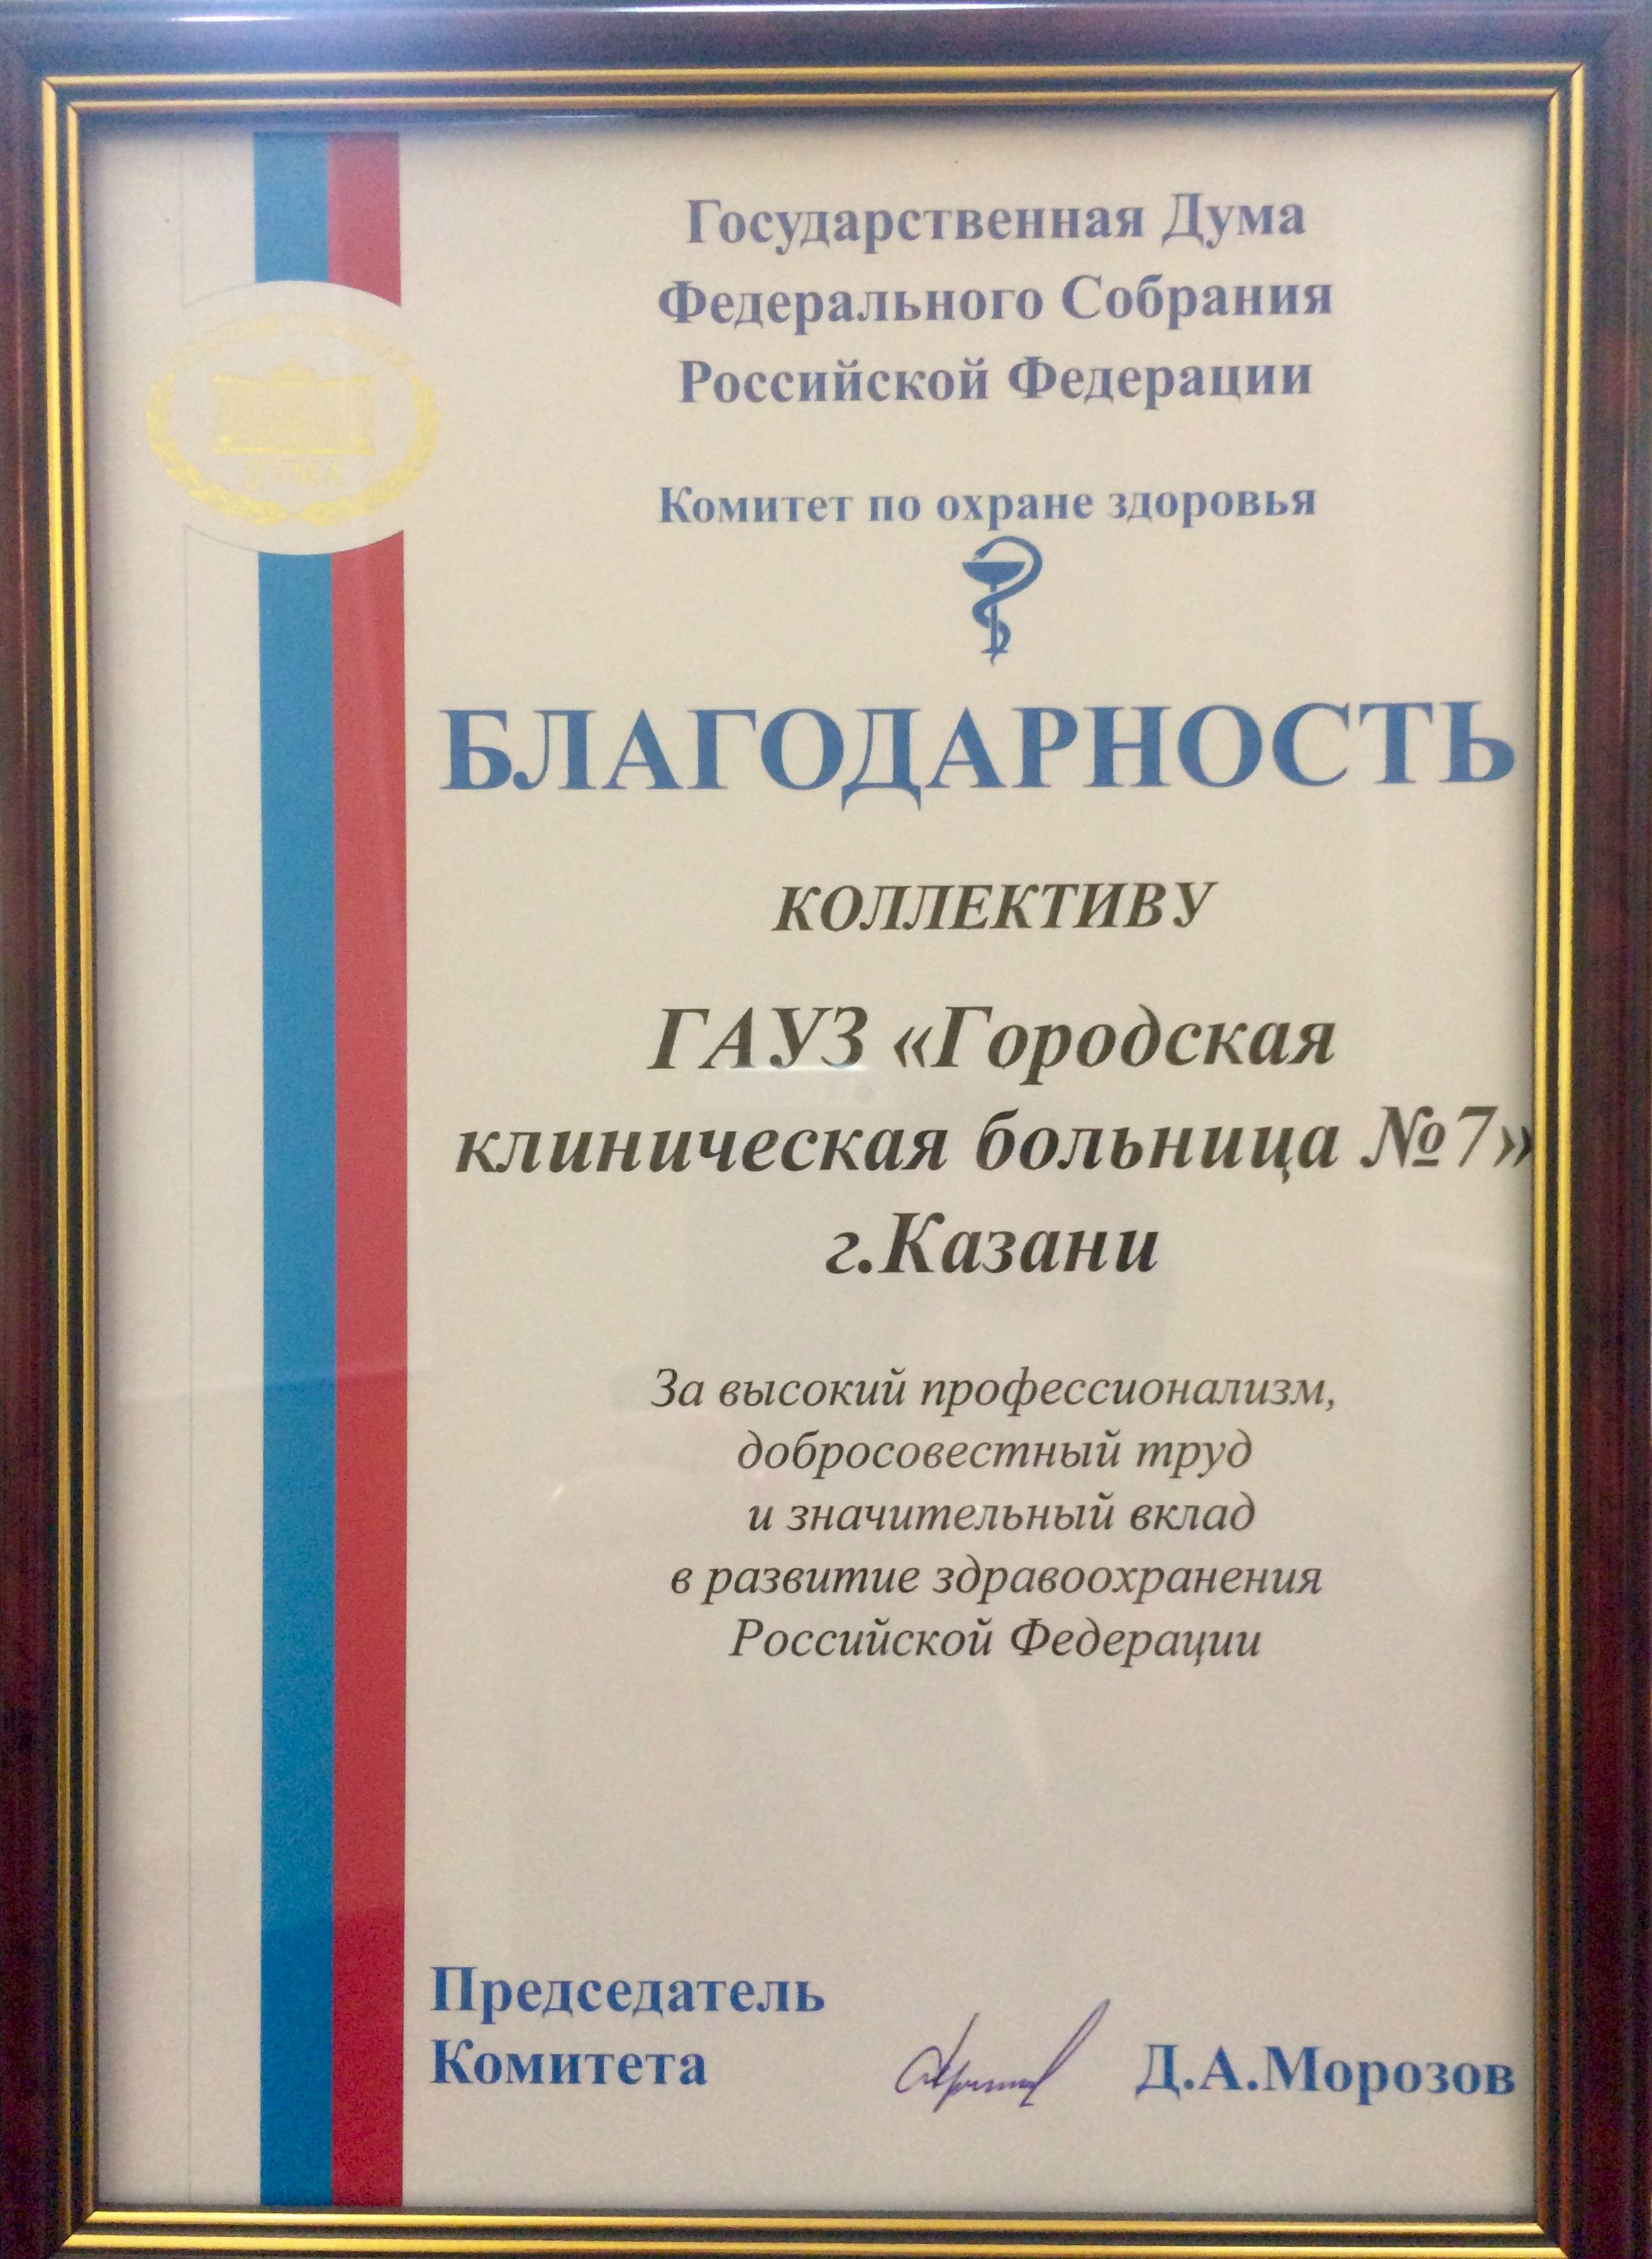 Государственная Дума
Федерального Собрания
Российской Федерации
Комитет по охране здоровья
БЛАГОДАРНОСТЬ
КОЛЛЕКТИВУ
ГАУЗ «Городская
клиническая больница №7»
г.Казани
За высокий профессионализм,
добросовестный труд
и значительный вклад
в развитие здравоохранения
Российской Федерации
Председатель
Комитета
Д.А.Морозов